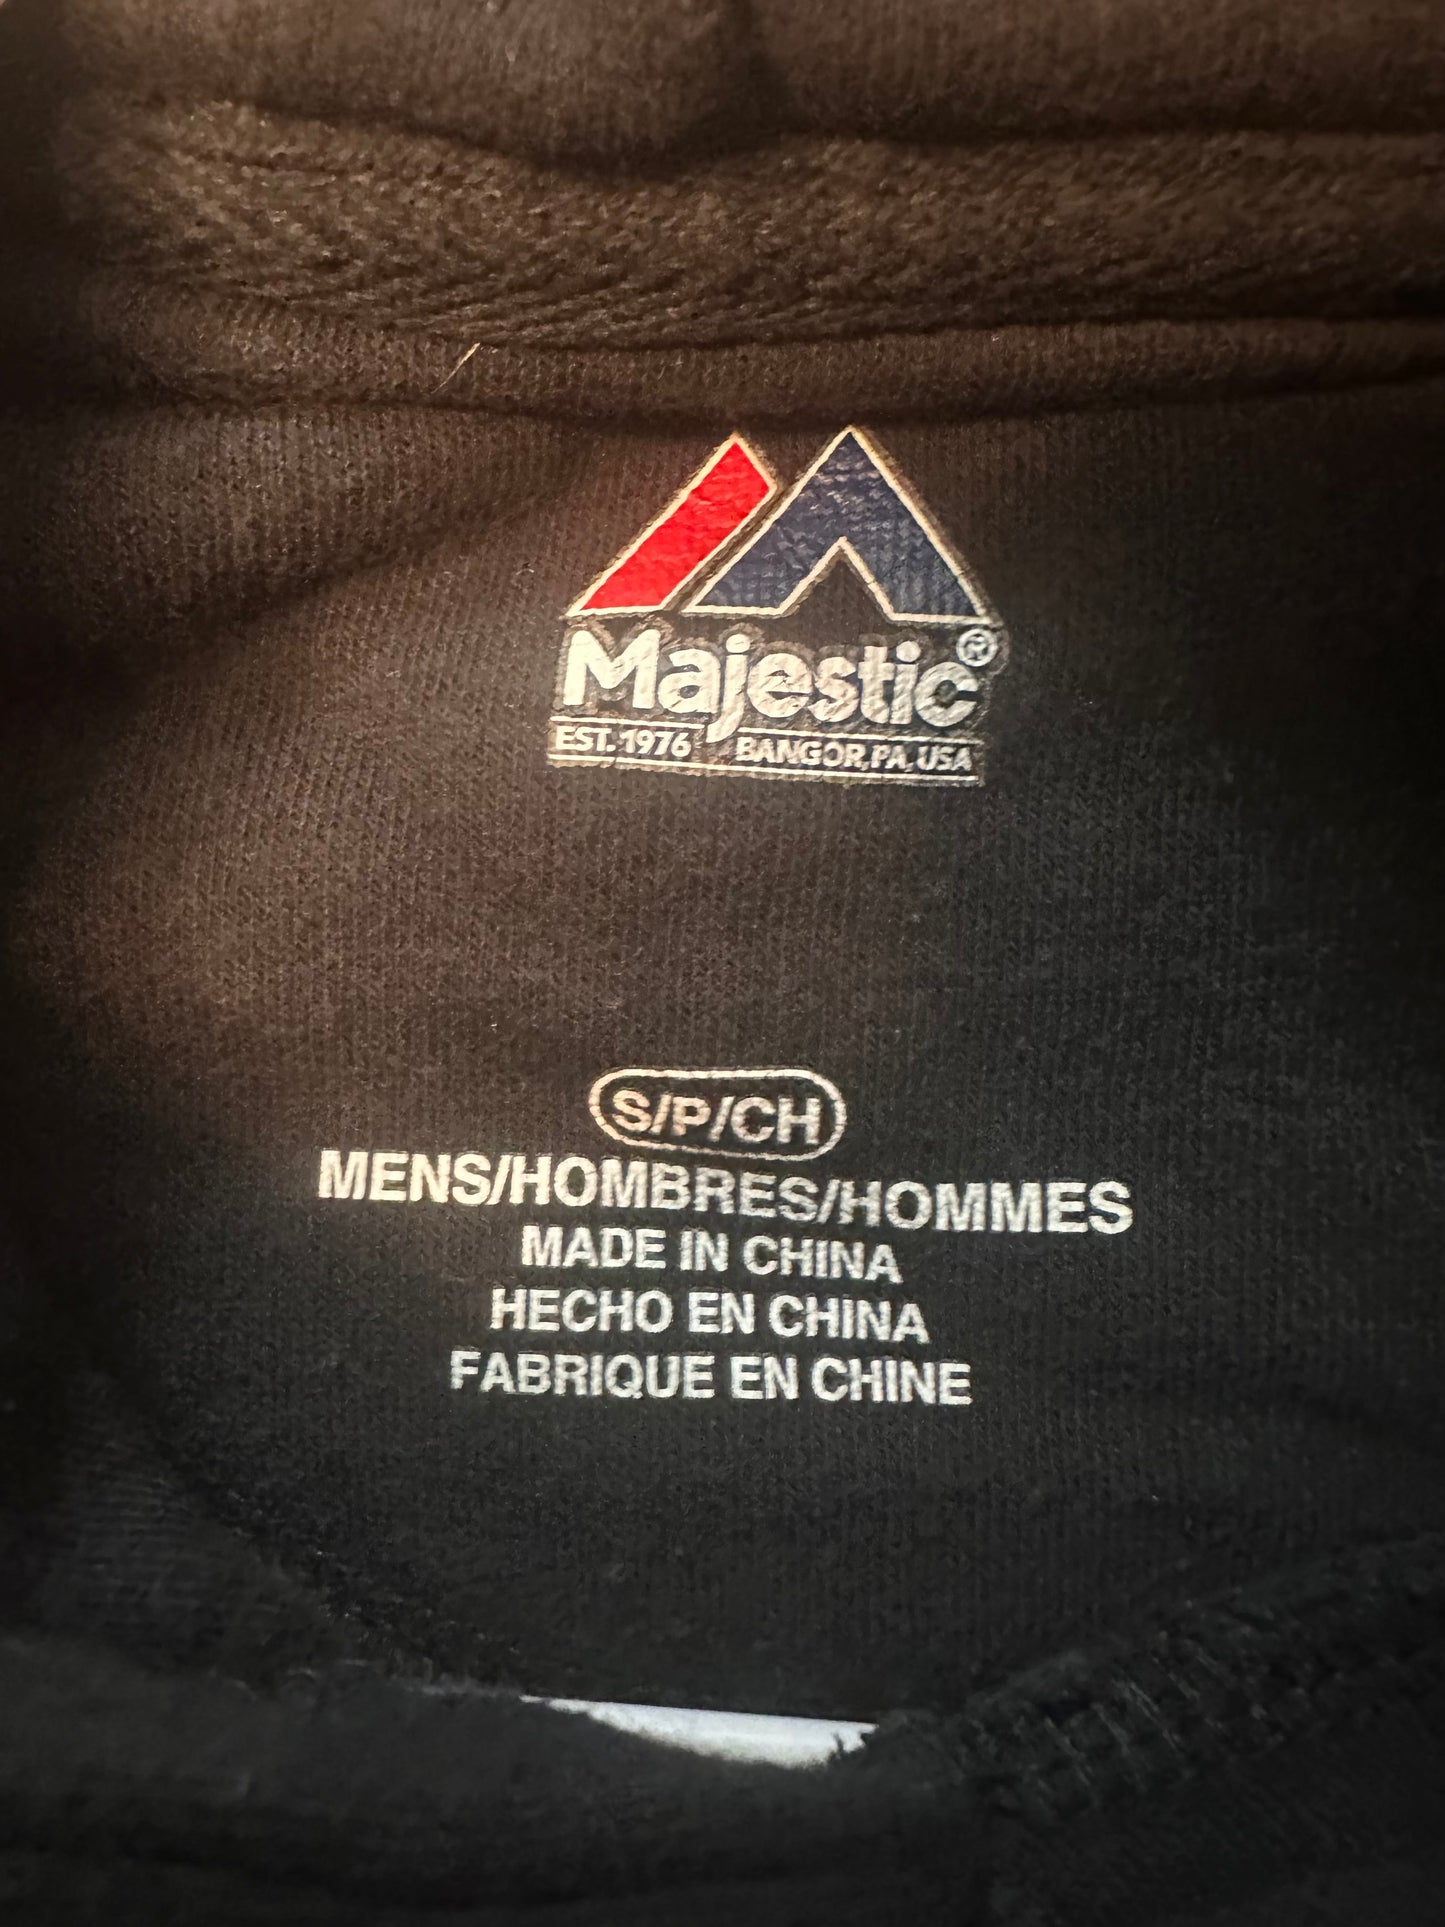 Majestic®
EST. 1976 BANGOR, PA, USA
S/P/CH
MENS/HOMBRES/HOMMES
MADE IN CHINA
HECHO EN CHINA
FABRIQUE EN CHINE